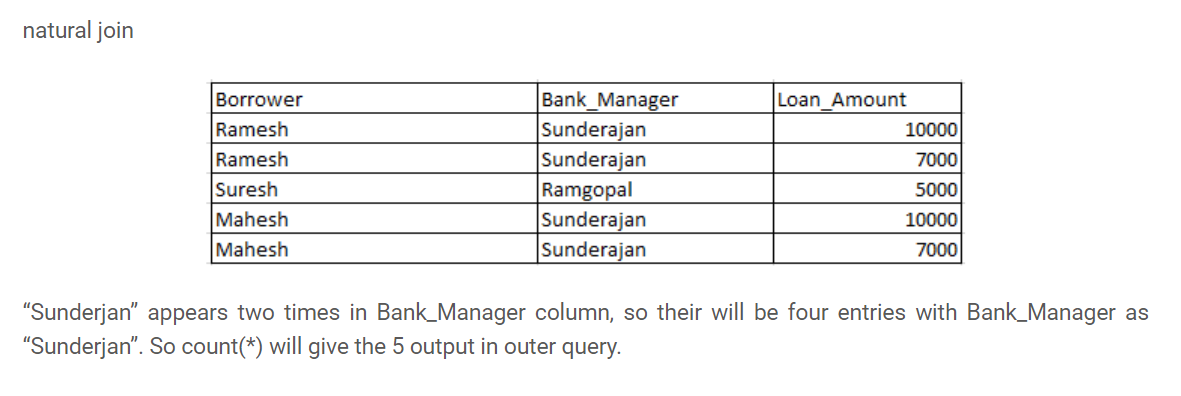 natural join
Borrower Bank_Manager Loan_Amount
Ramesh Sunderajan 10000
Ramesh Sunderajan 7000
Suresh Ramgopal 5000
Mahesh Sunderajan 10000
Mahesh Sunderajan 7000
“Sunderjan” appears two times in Bank_Manager column, so their will be four entries with Bank_Manager as
“Sunderjan”. So count(*) will give the 5 output in outer query.